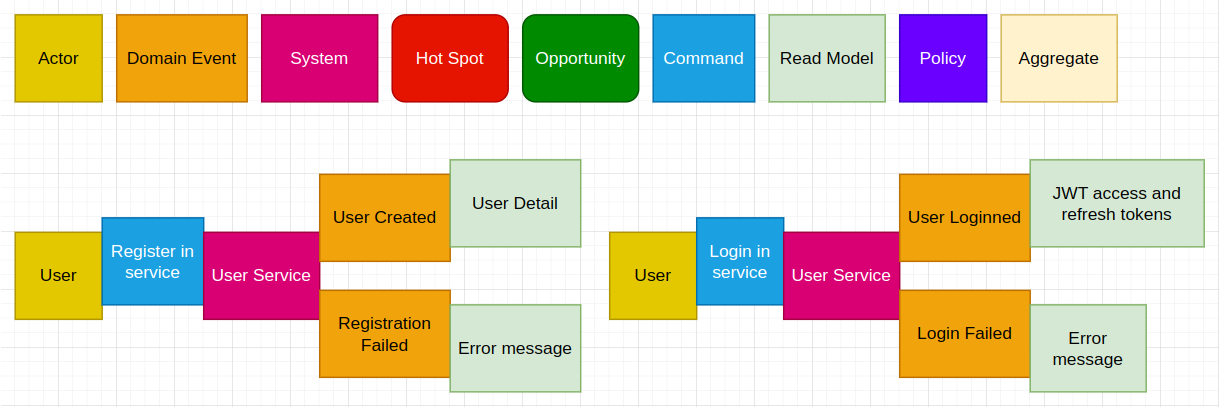 Actor
Domain Event
System
Hot Spot
Opportunity
Command
Read Model
Policy
Aggregate
User
Register in
service
User Service
User Created
User Detail
Registration
Failed
Error message
User
Login in
service
User Service
User Loginned
JWT access and
refresh tokens
Login Failed
Error
message